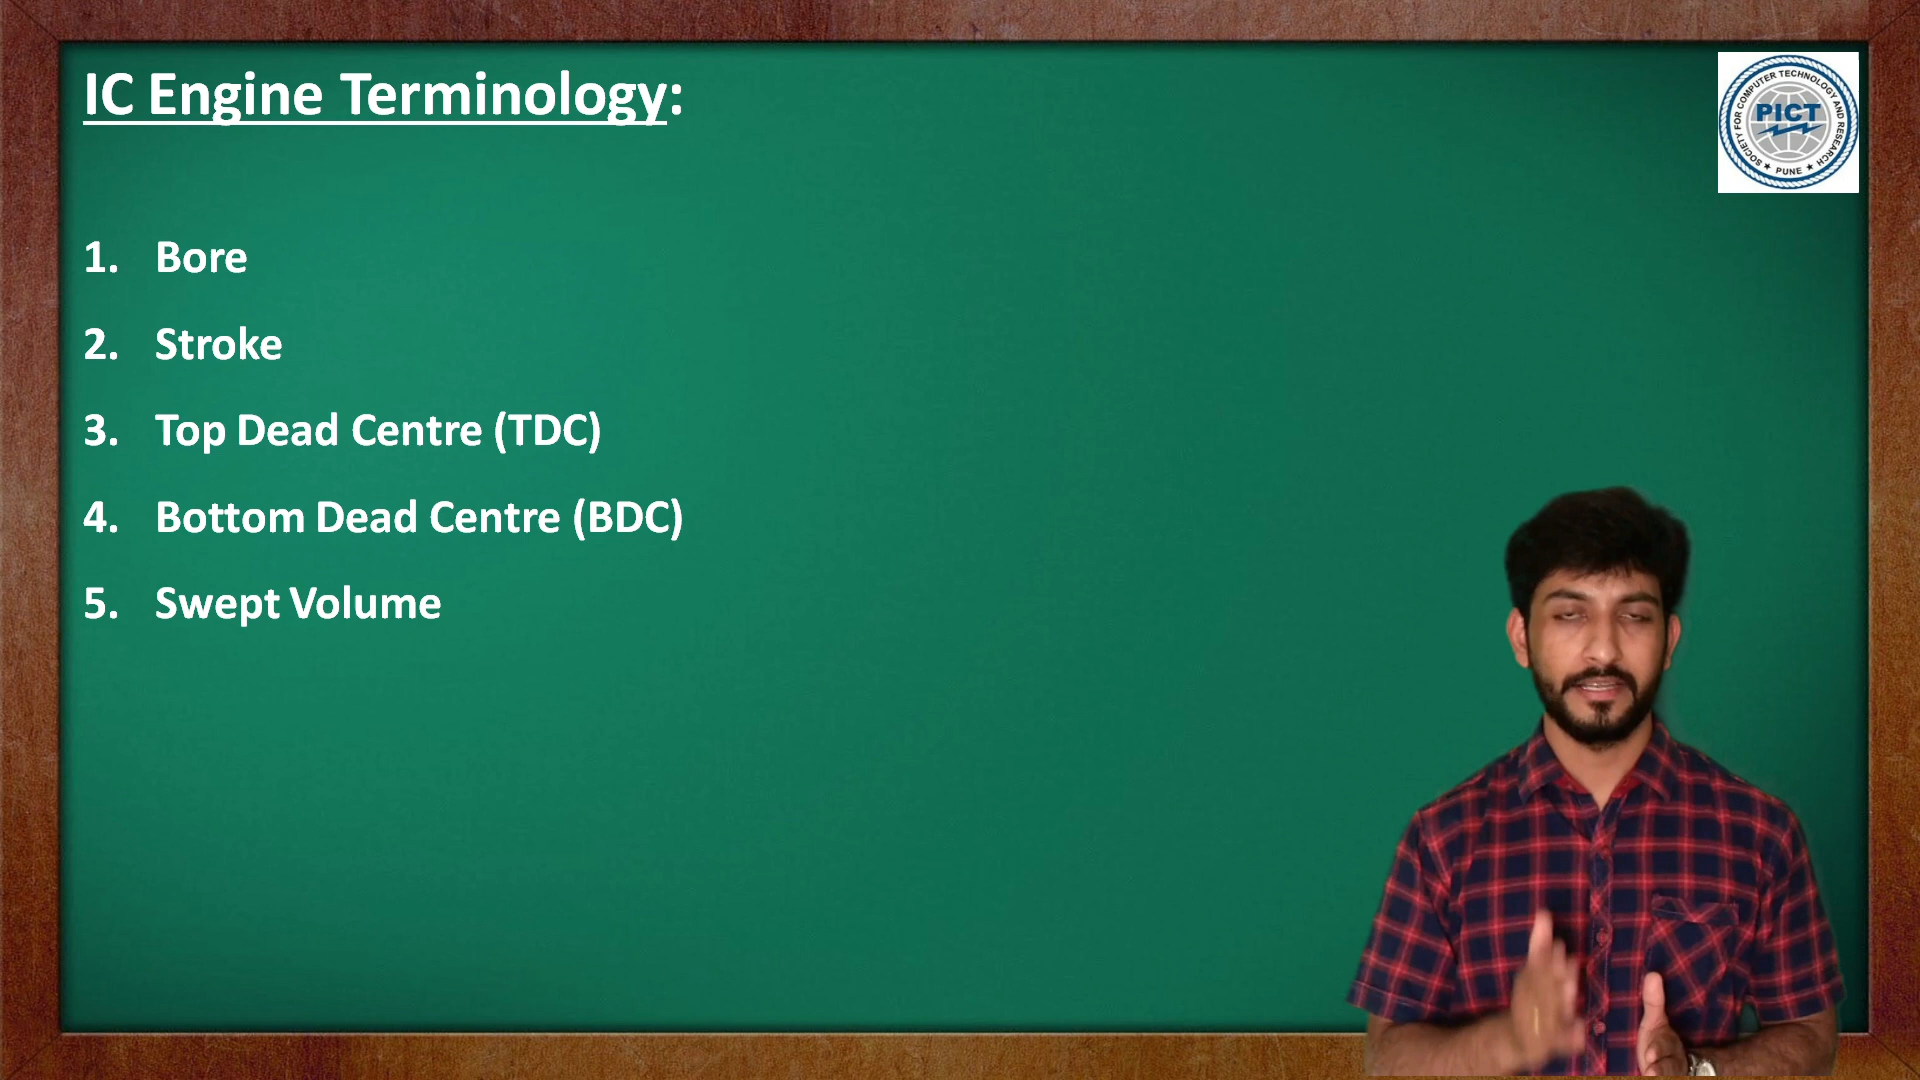 IC Engine Terminology:
SOCIETY FOR COMPUTER TECHNOLOGY AND RESEARCH
PICT
★ PUNE ★
1. Bore
2. Stroke
3. Top Dead Centre (TDC)
4. Bottom Dead Centre (BDC)
5. Swept Volume